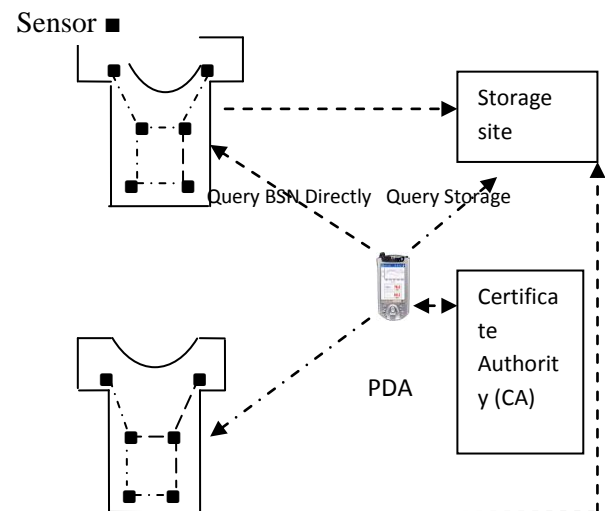 Sensor
Storage
site
Query BSN Directly Query Storage
Certifica
te
Authorit
y (CA)
PDA